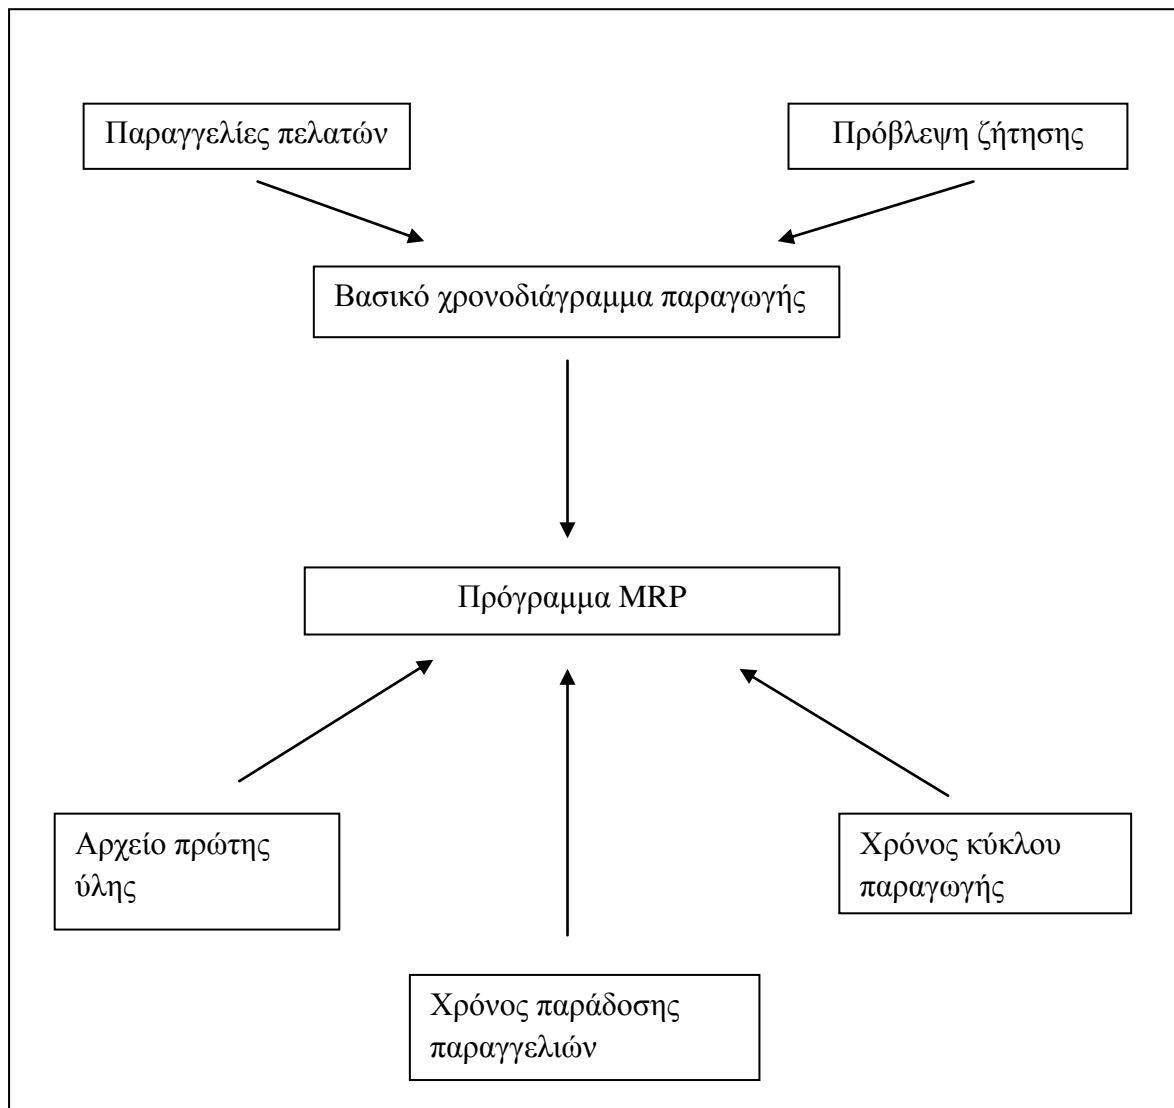 Παραγγελίες πελατών
Πρόβλεψη ζήτησης
Βασικό χρονοδιάγραμμα παραγωγής
Πρόγραμμα MRP
Αρχείο πρώτης
ύλης
Χρόνος κύκλου
παραγωγής
Χρόνος παράδοσης
παραγγελιών